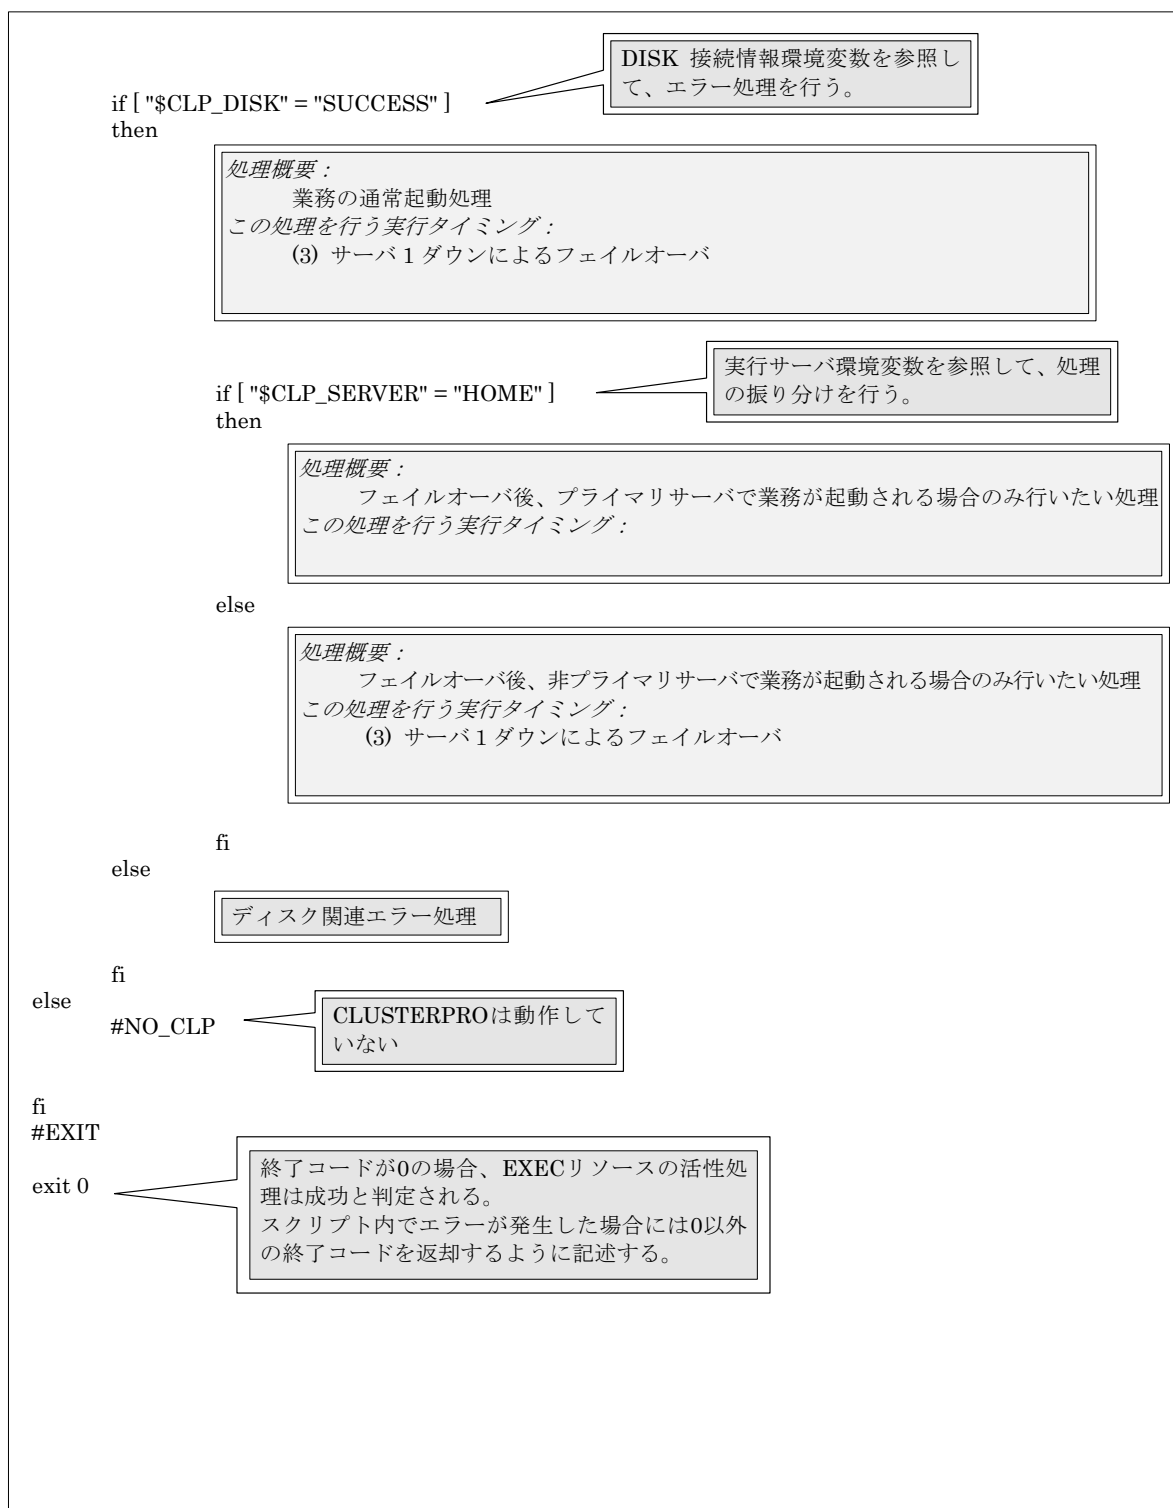 DISK 接続情報環境変数を参照し
て、エラー処理を行う。
if [ "$CLP_DISK" = "SUCCESS" ]
then
処理概要：
業務の通常起動処理
この処理を行う実行タイミング：
(3) サーバ1ダウンによるフェイルオーバ
実行サーバ環境変数を参照して、処理
の振り分けを行う。
if [ "$CLP_SERVER" = "HOME" ]
then
処理概要：
フェイルオーバ後、プライマリサーバで業務が起動される場合のみ行いたい処理
この処理を行う実行タイミング：
else
処理概要：
フェイルオーバ後、非プライマリサーバで業務が起動される場合のみ行いたい処理
この処理を行う実行タイミング：
(3) サーバ1ダウンによるフェイルオーバ
fi
else
ディスク関連エラー処理
fi
else
#NO_CLP
CLUSTERPROは動作して
いない
fi
#EXIT
exit 0
終了コードが0の場合、EXECリソースの活性処
理は成功と判定される。
スクリプト内でエラーが発生した場合には0以外
の終了コードを返却するように記述する。